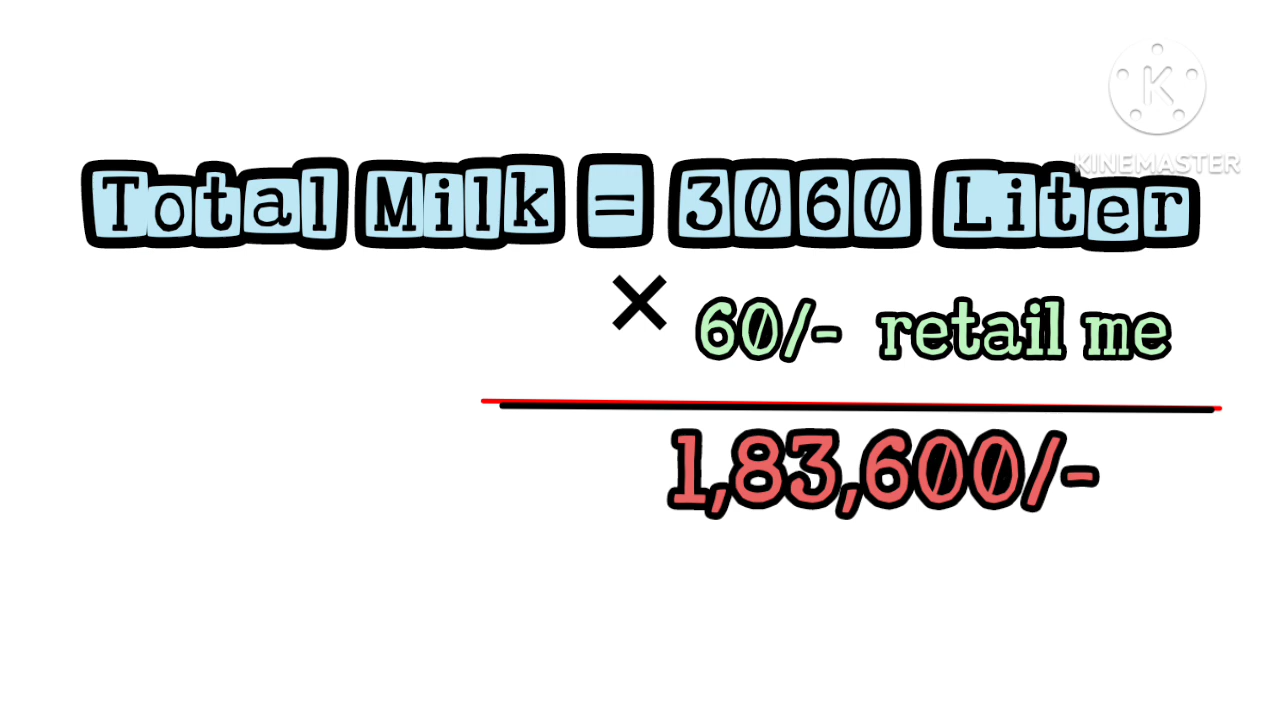 KINEMASTER
Total Milk = 3060 Liter
× 60/- retail me
1,83,600/-